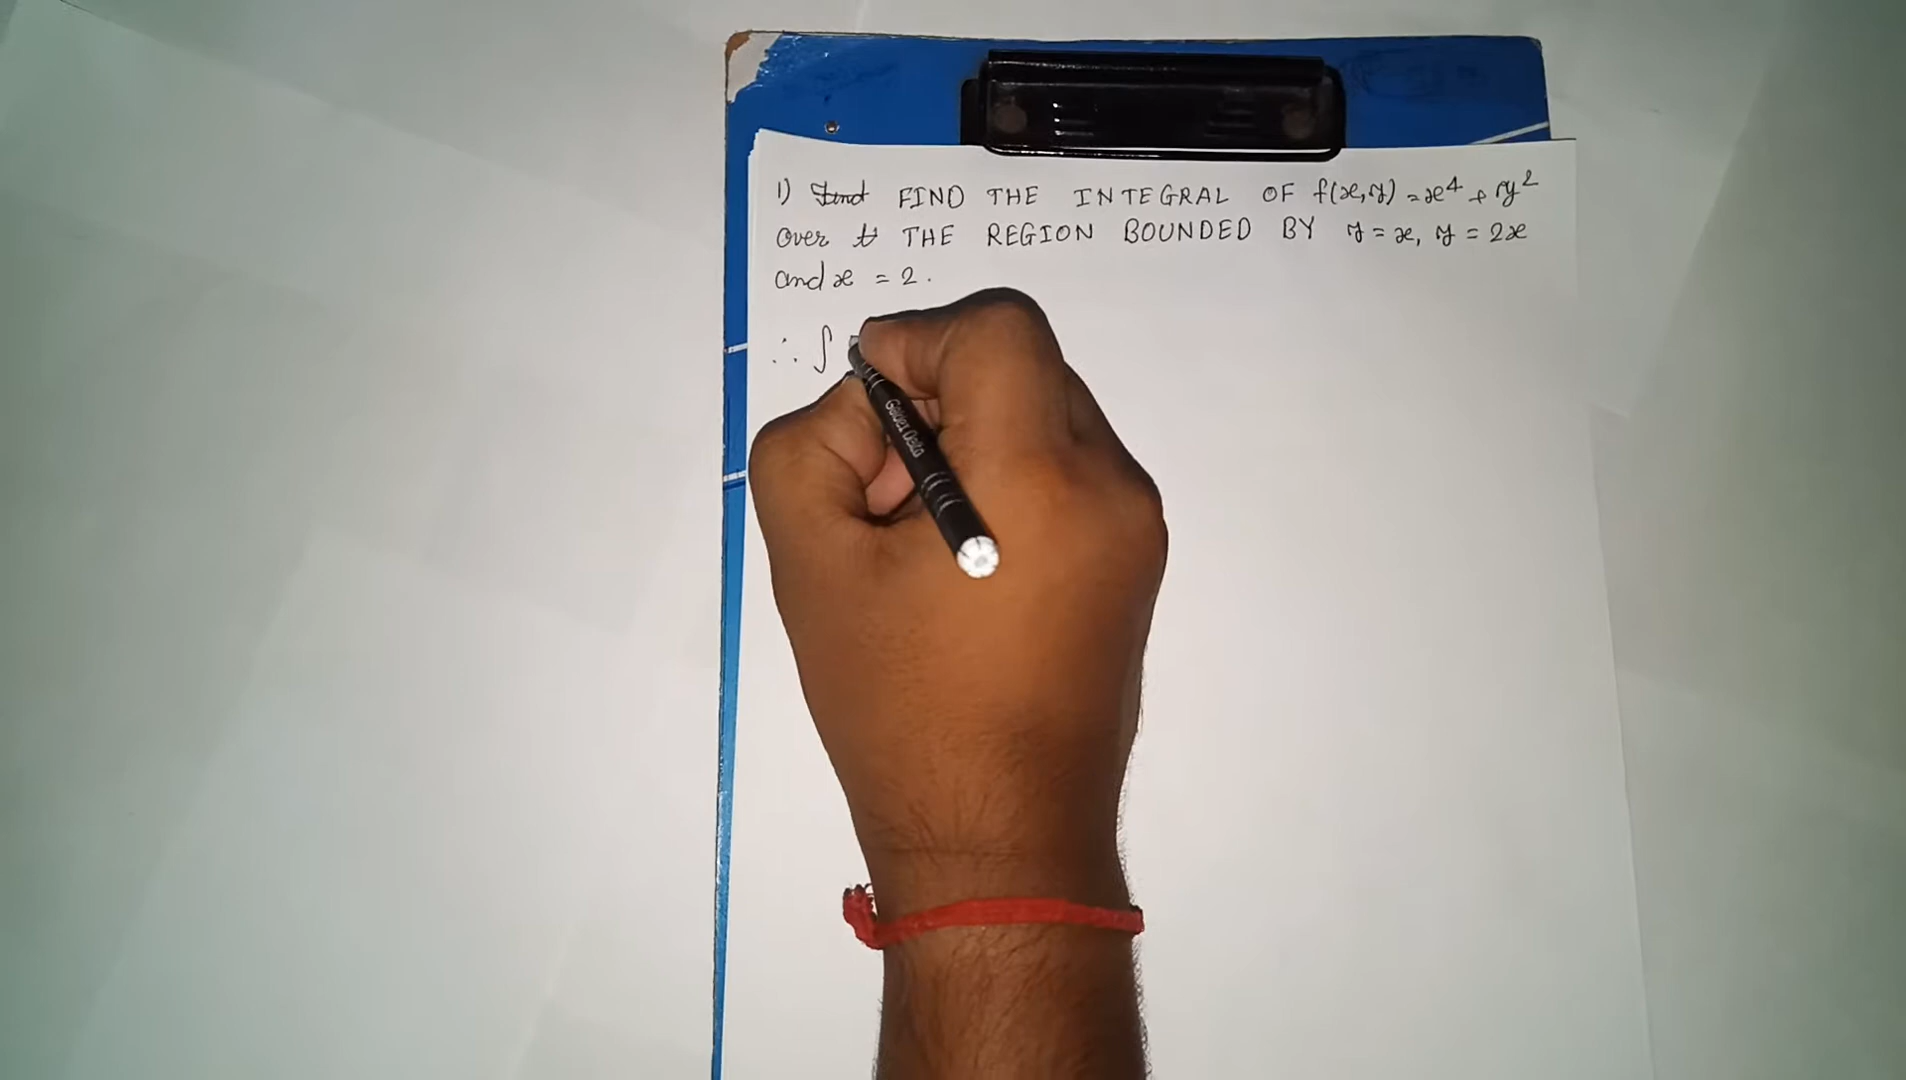 1) Find FIND THE INTEGRAL OF f(x,y) = x⁴ + y²
over t THE REGION BOUNDED BY y = x, y = 2x
and x = 2.
∴ ∫